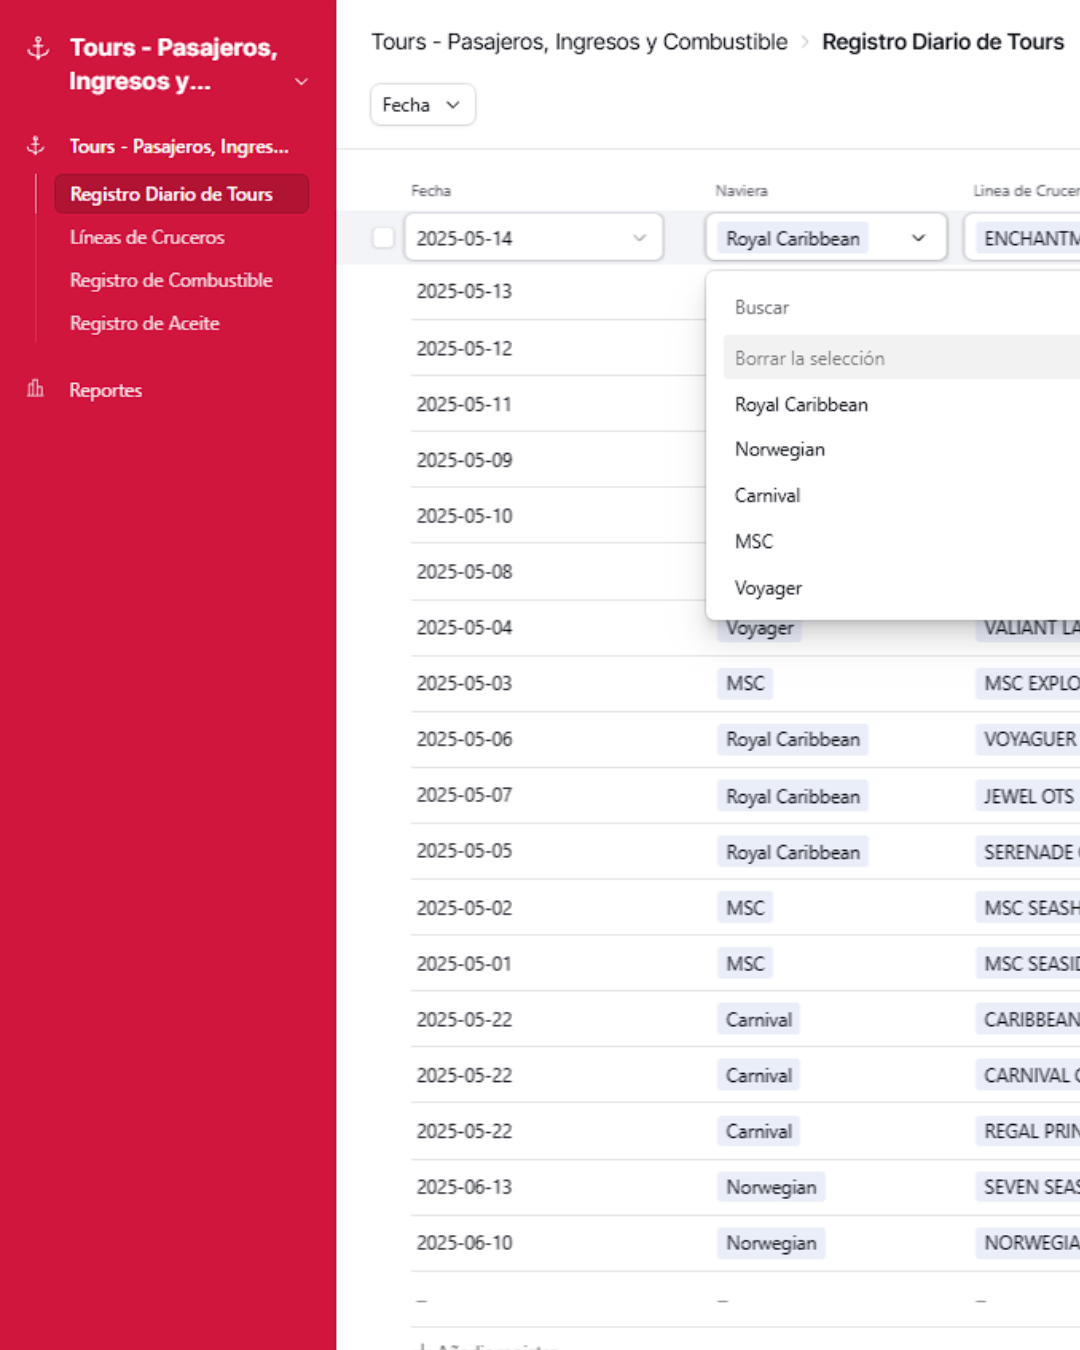 Tours - Pasajeros,
Ingresos y...
Tours - Pasajeros, Ingres...
Registro Diario de Tours
Líneas de Cruceros
Registro de Combustible
Registro de Aceite
Reportes
Tours - Pasajeros, Ingresos y Combustible > Registro Diario de Tours
Fecha
Fecha Naviera Linea de Crucer
2025-05-14 Royal Caribbean ENCHANTM
2025-05-13
Buscar
2025-05-12
Borrar la selección
2025-05-11 Royal Caribbean
2025-05-09 Norwegian
2025-05-10 Carnival
MSC
2025-05-08 Voyager
2025-05-04 Voyager VALIANT LA
2025-05-03 MSC MSC EXPLO
2025-05-06 Royal Caribbean VOYAGUER
2025-05-07 Royal Caribbean JEWEL OTS
2025-05-05 Royal Caribbean SERENADE
2025-05-02 MSC MSC SEASH
2025-05-01 MSC MSC SEASID
2025-05-22 Carnival CARIBBEAN
2025-05-22 Carnival CARNIVAL
2025-05-22 Carnival REGAL PRIN
2025-06-13 Norwegian SEVEN SEAS
2025-06-10 Norwegian NORWEGIA
– – –